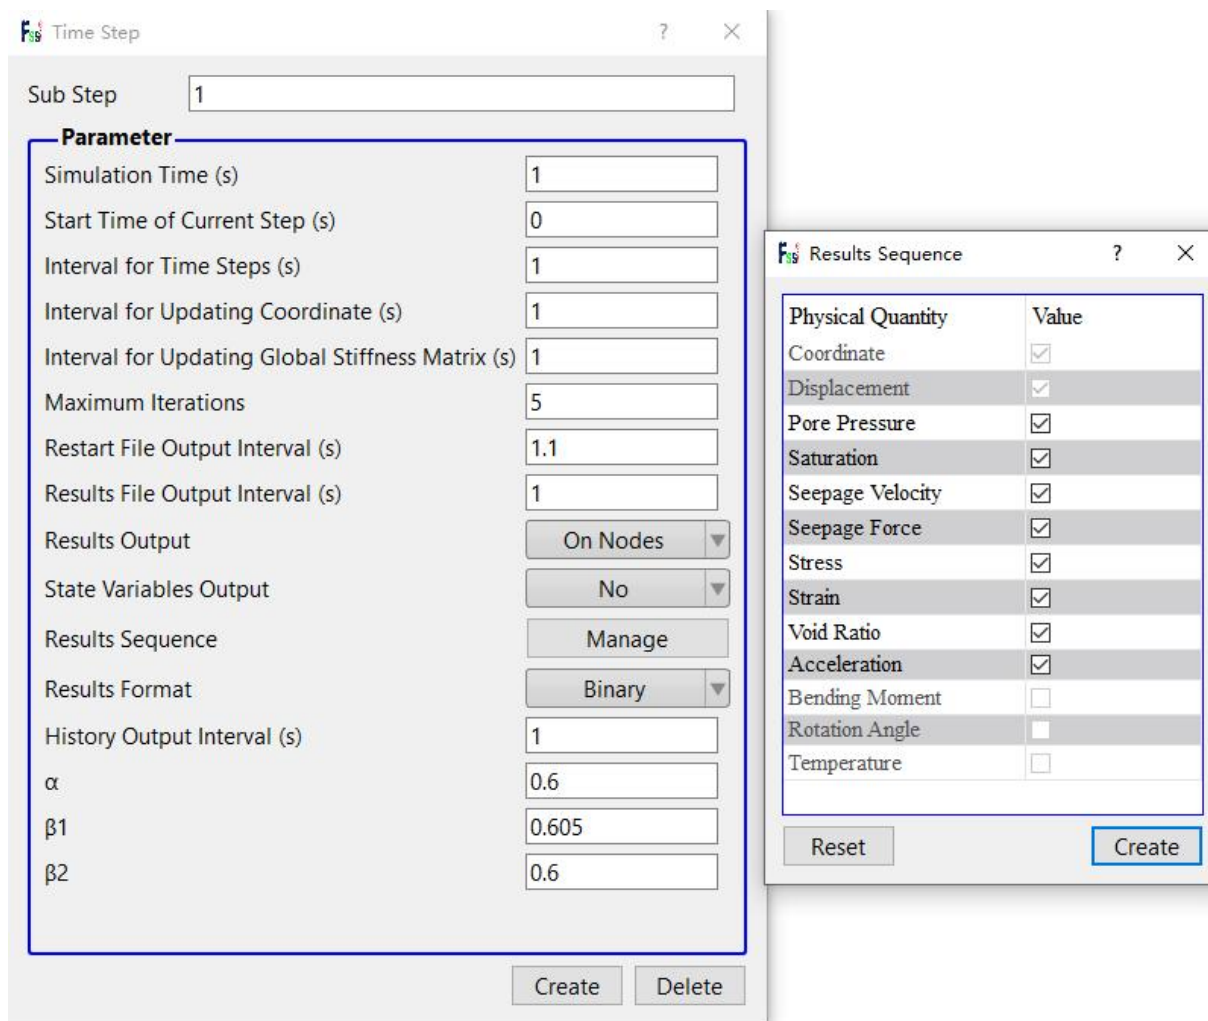 Fssi Time Step ?
Sub Step 1
Parameter
Simulation Time (s) 1
Start Time of Current Step (s) 0
Interval for Time Steps (s) 1
Interval for Updating Coordinate (s) 1
Interval for Updating Global Stiffness Matrix (s) 1
Maximum Iterations 5
Restart File Output Interval (s) 1.1
Results File Output Interval (s) 1
Results Output On Nodes
State Variables Output No
Results Sequence Manage
Results Format Binary
History Output Interval (s) 1
α 0.6
β1 0.605
β2 0.6
Create Delete
Fssi Results Sequence ?
Physical Quantity Value
Coordinate
Displacement
Pore Pressure
Saturation
Seepage Velocity
Seepage Force
Stress
Strain
Void Ratio
Acceleration
Bending Moment
Rotation Angle
Temperature
Reset Create